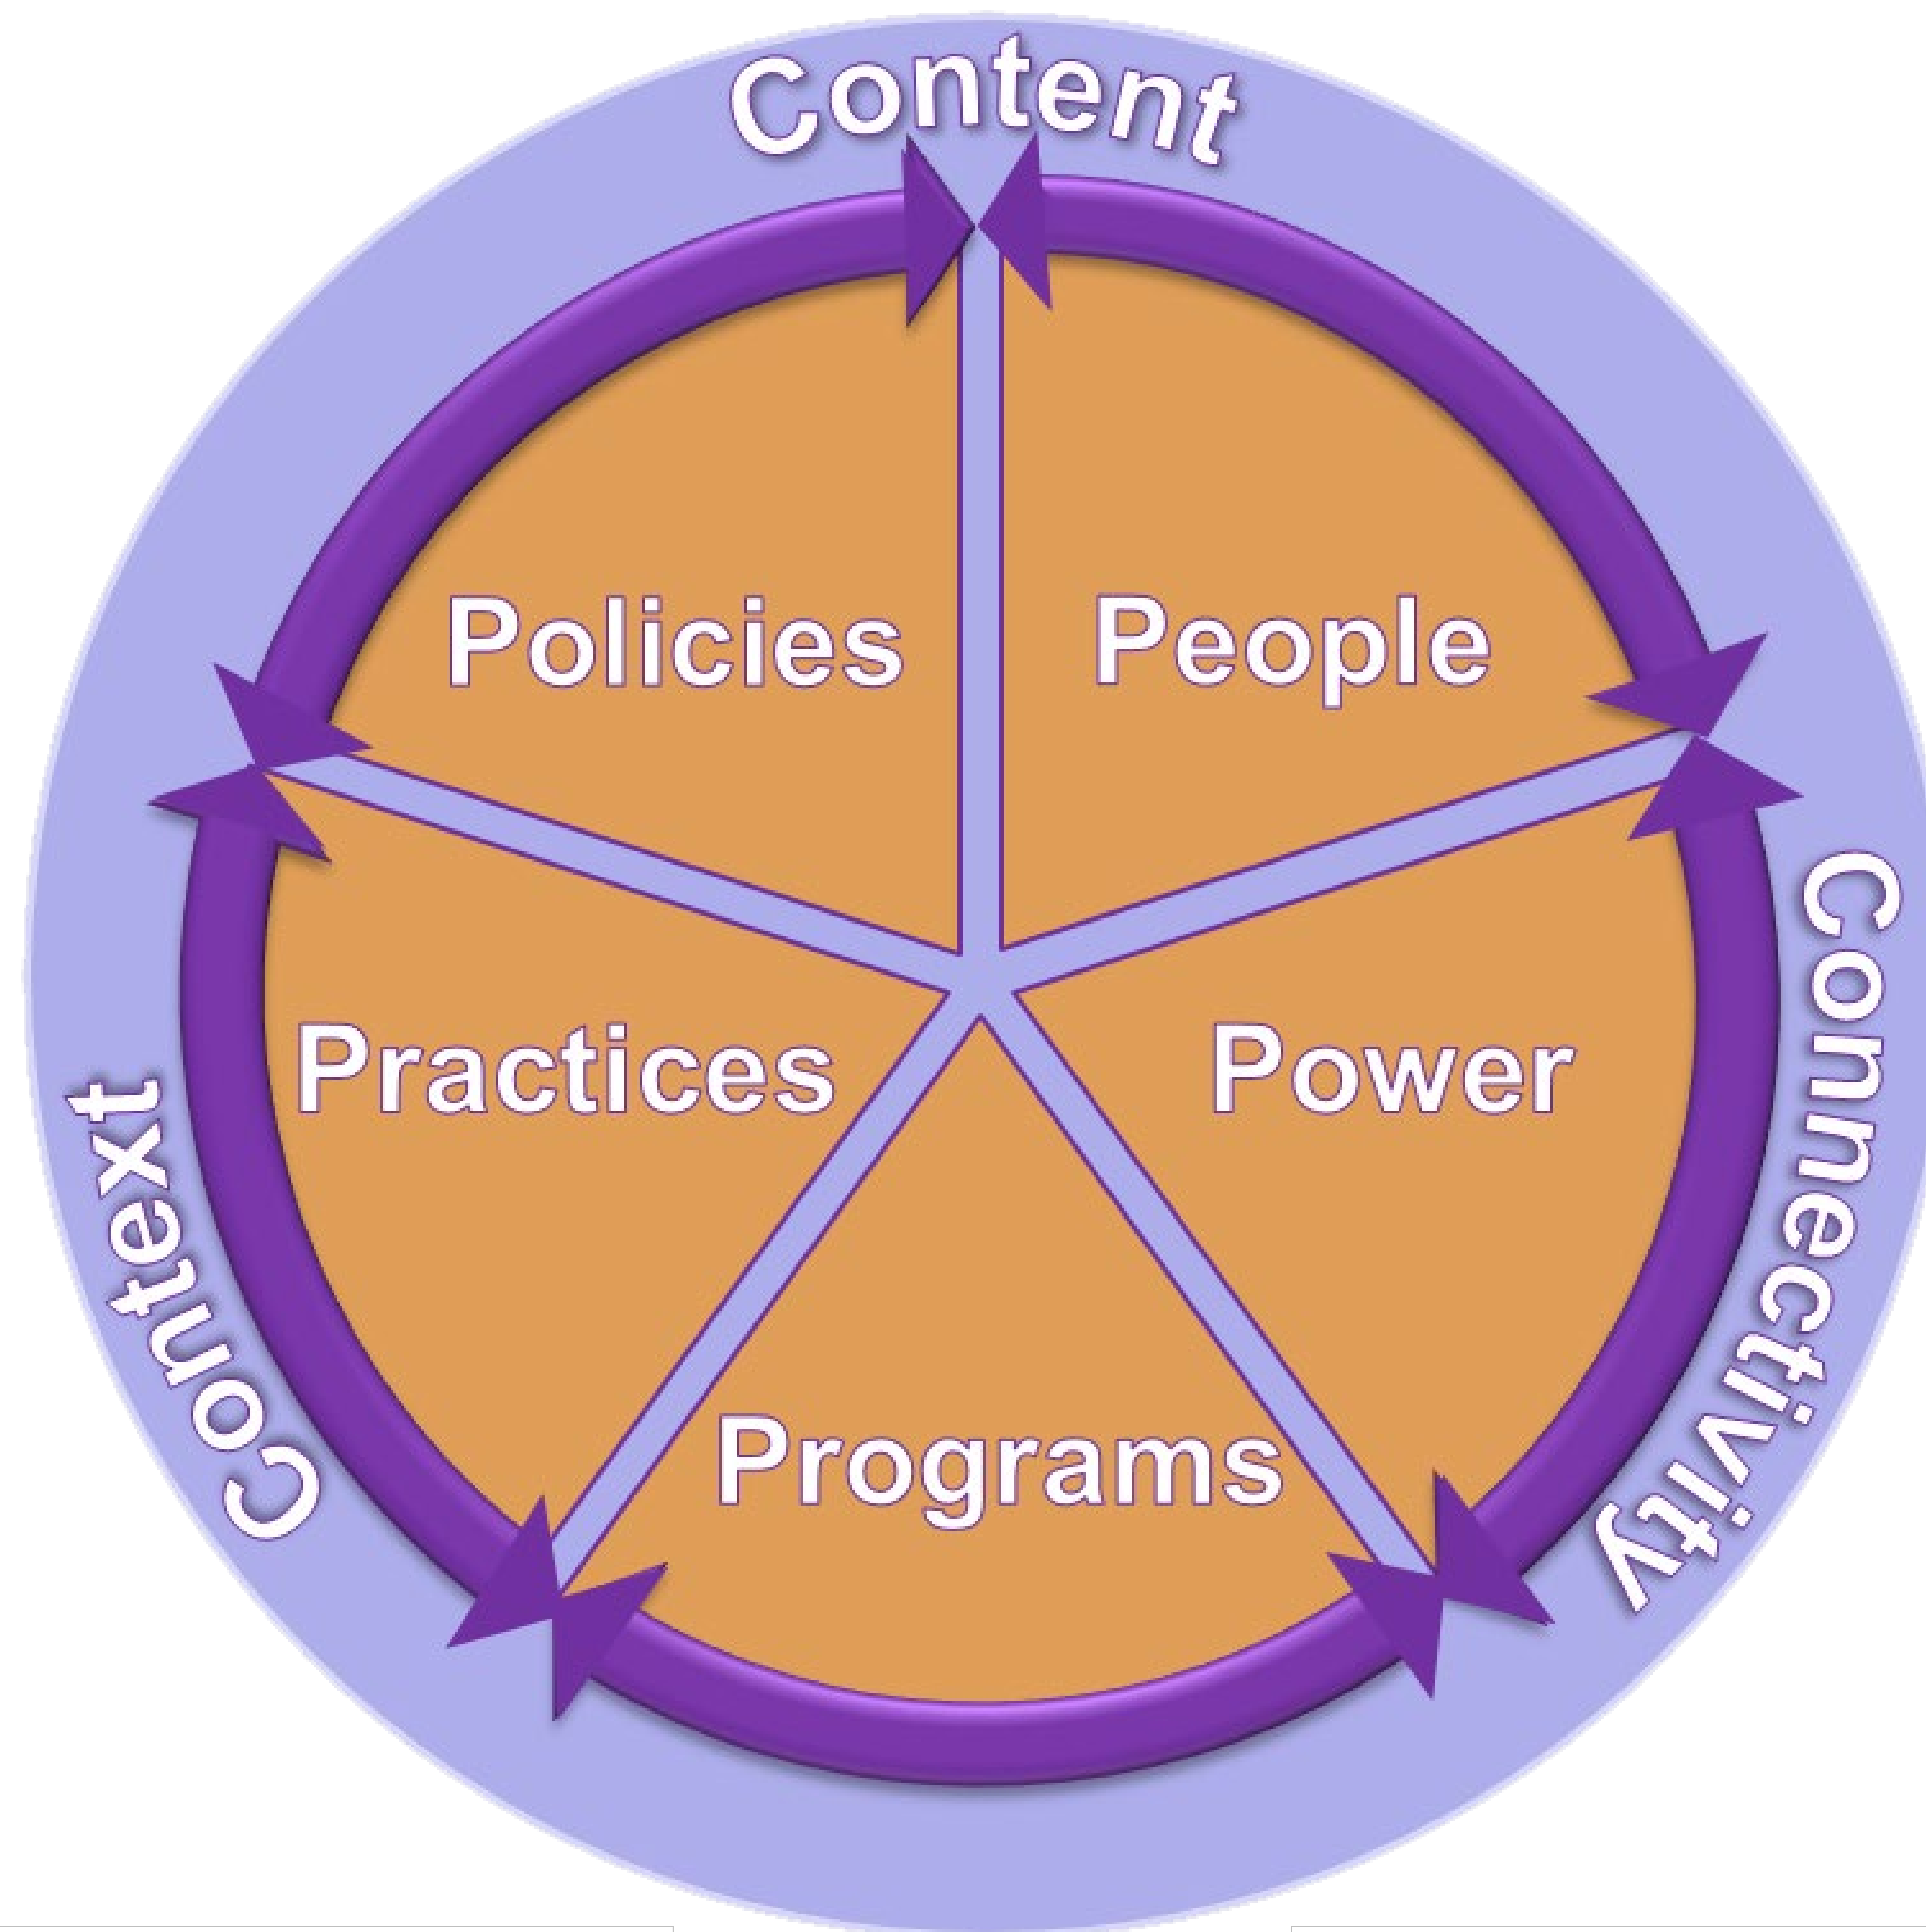 Content
Policies
People
Practices
Power
Programs
Context
Connectivity